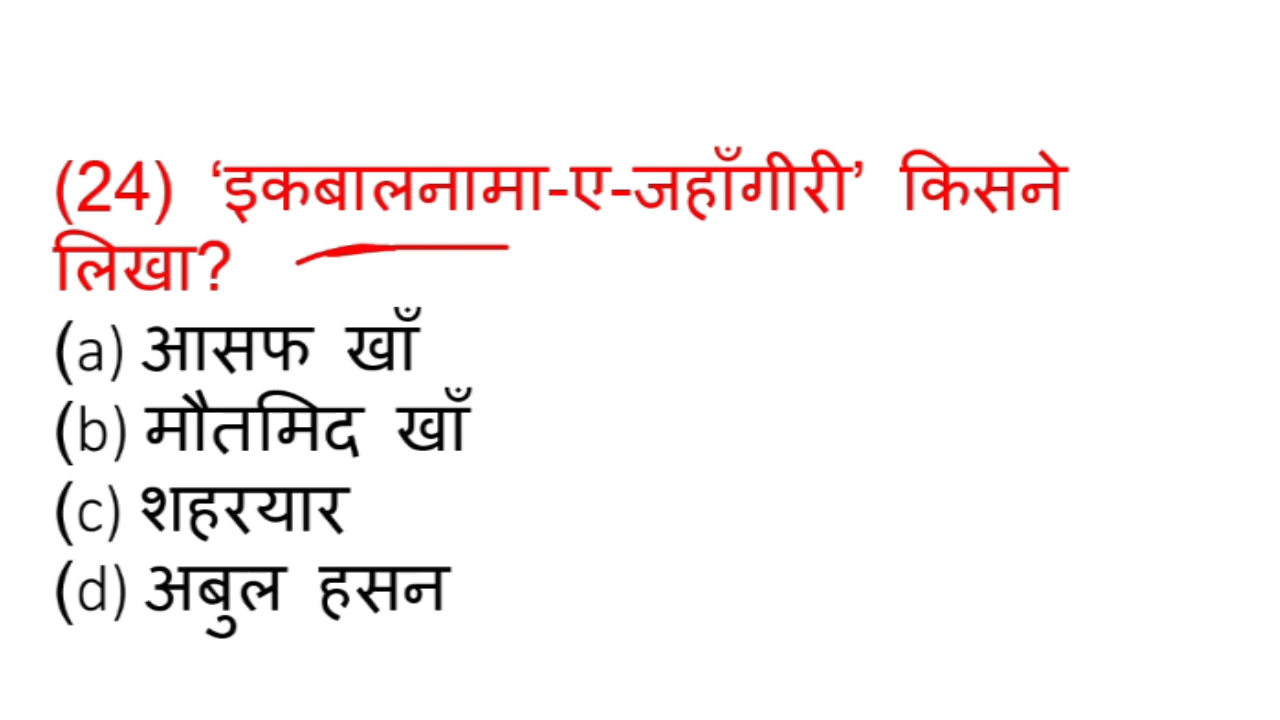 (24) ‘इकबालनामा-ए-जहाँगीरी’ किसने
लिखा?
(a) आसफ खाँ
(b) मौतमिद खाँ
(c) शहरयार
(d) अबुल हसन